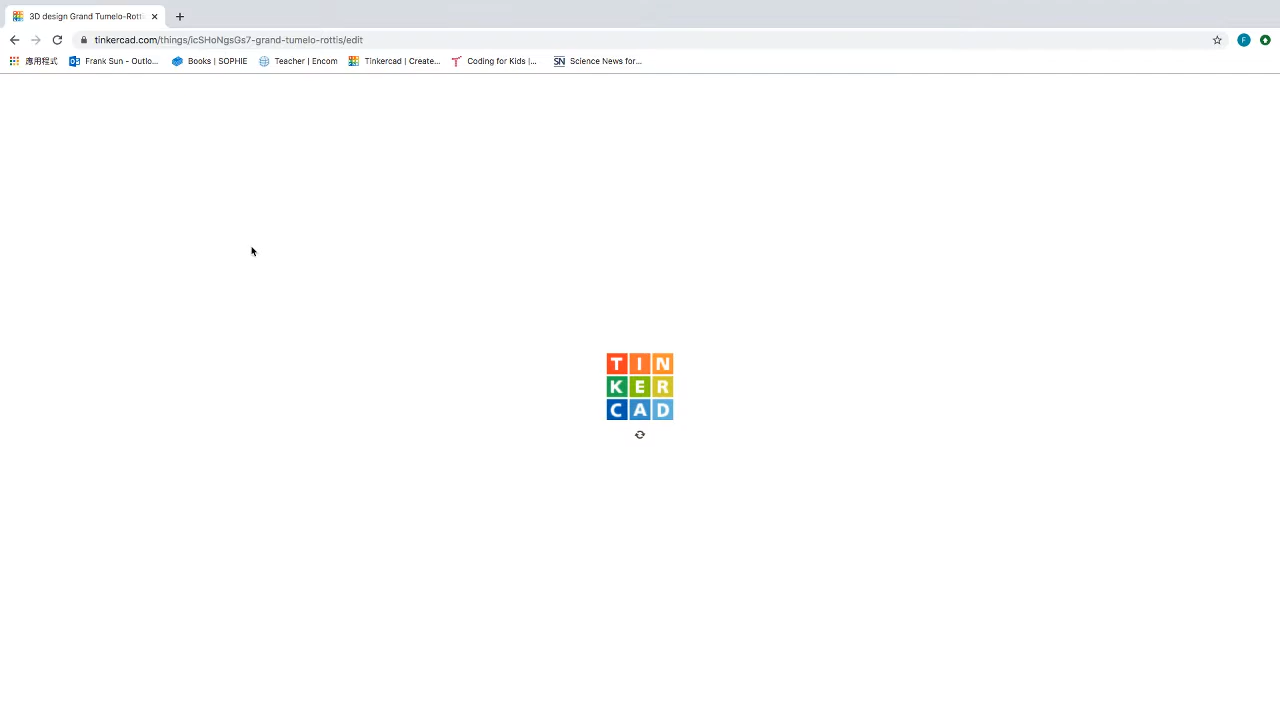 3D design Grand Tumelo-Rotti
tinkercad.com/things/icSHoNgsGs7-grand-tumelo-rottis/edit
F
應用程式 Frank Sun - Outlo... Books | SOPHIE Teacher | Encom Tinkercad | Create... Coding for Kids |... SN Science News for...
TIN
KER
CAD